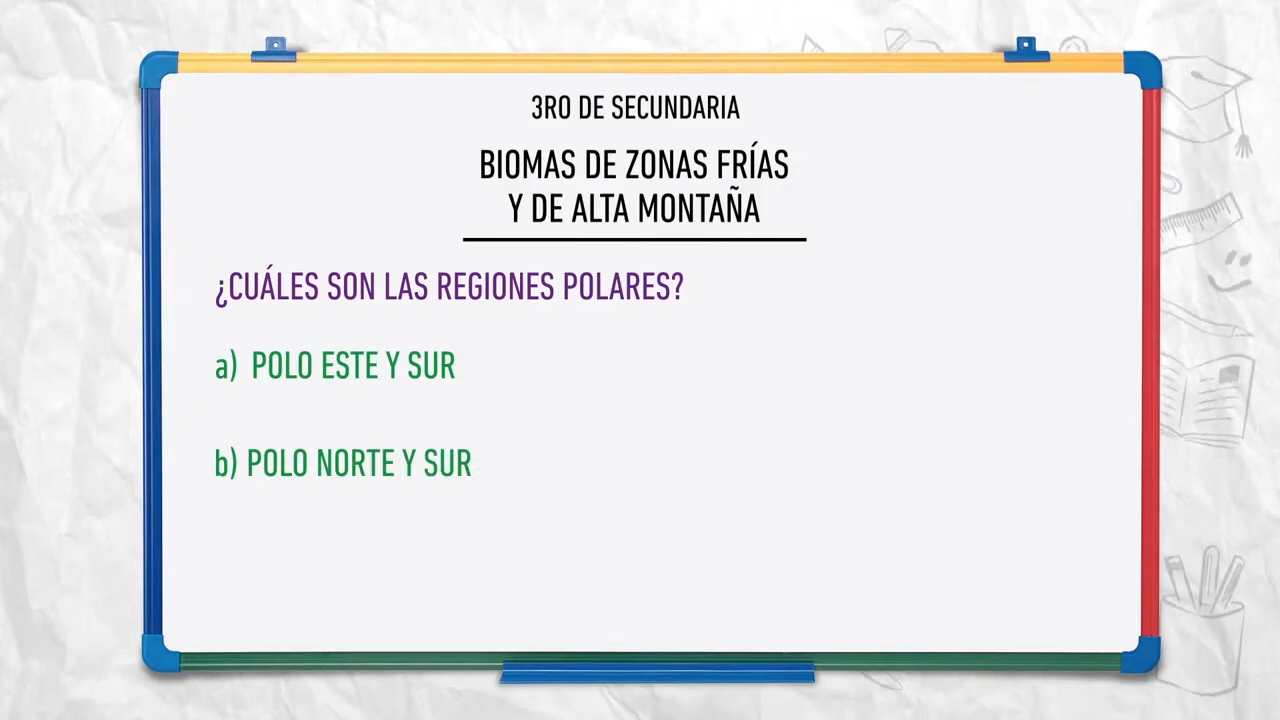 3RO DE SECUNDARIA
BIOMAS DE ZONAS FRÍAS
Y DE ALTA MONTAÑA
¿CUÁLES SON LAS REGIONES POLARES?
a) POLO ESTE Y SUR
b) POLO NORTE Y SUR